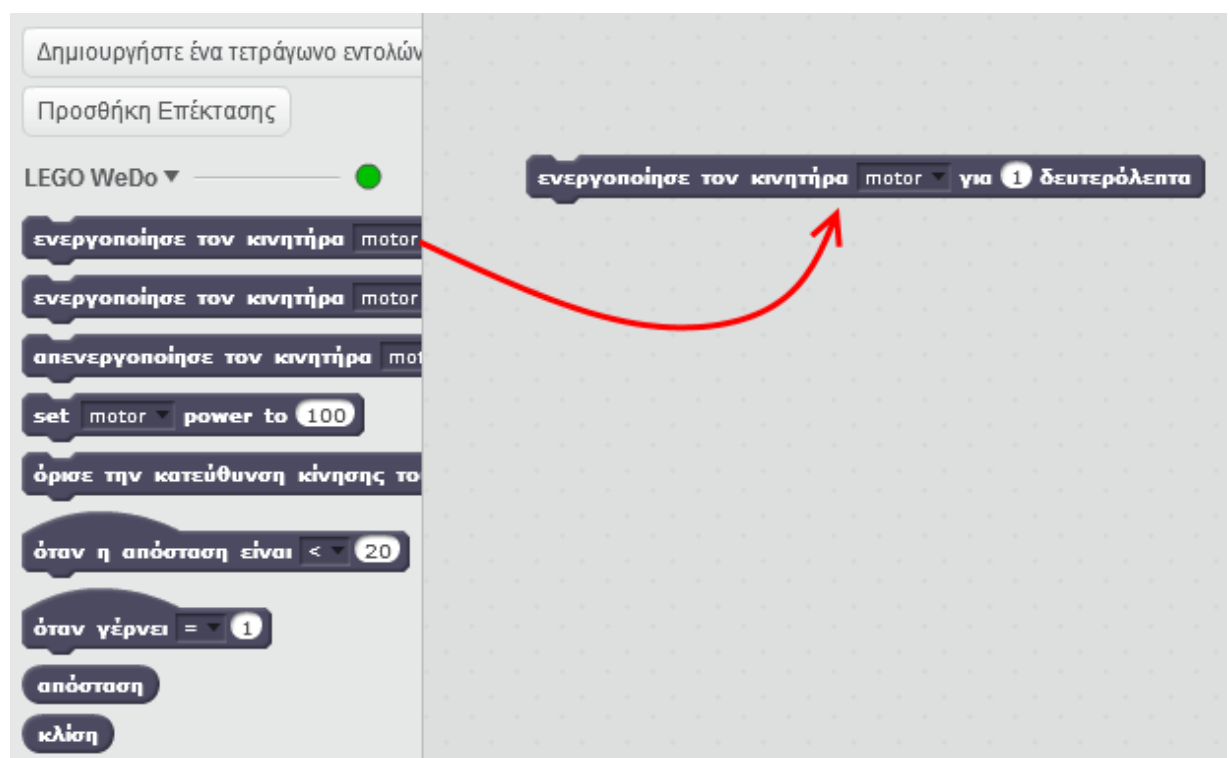 Δημιουργήστε ένα τετράγωνο εντολών
Προσθήκη Επέκτασης
LEGO WeDo
ενεργοποίησε τον κινητήρα motor
ενεργοποίησε τον κινητήρα motor
απενεργοποίησε τον κινητήρα mot
set motor power to 100
όρισε την κατεύθυνση κίνησης το
όταν η απόσταση είναι < 20
όταν γέρνει = 1
απόσταση
κλίση
ενεργοποίησε τον κινητήρα motor για 1 δευτερόλεπτα